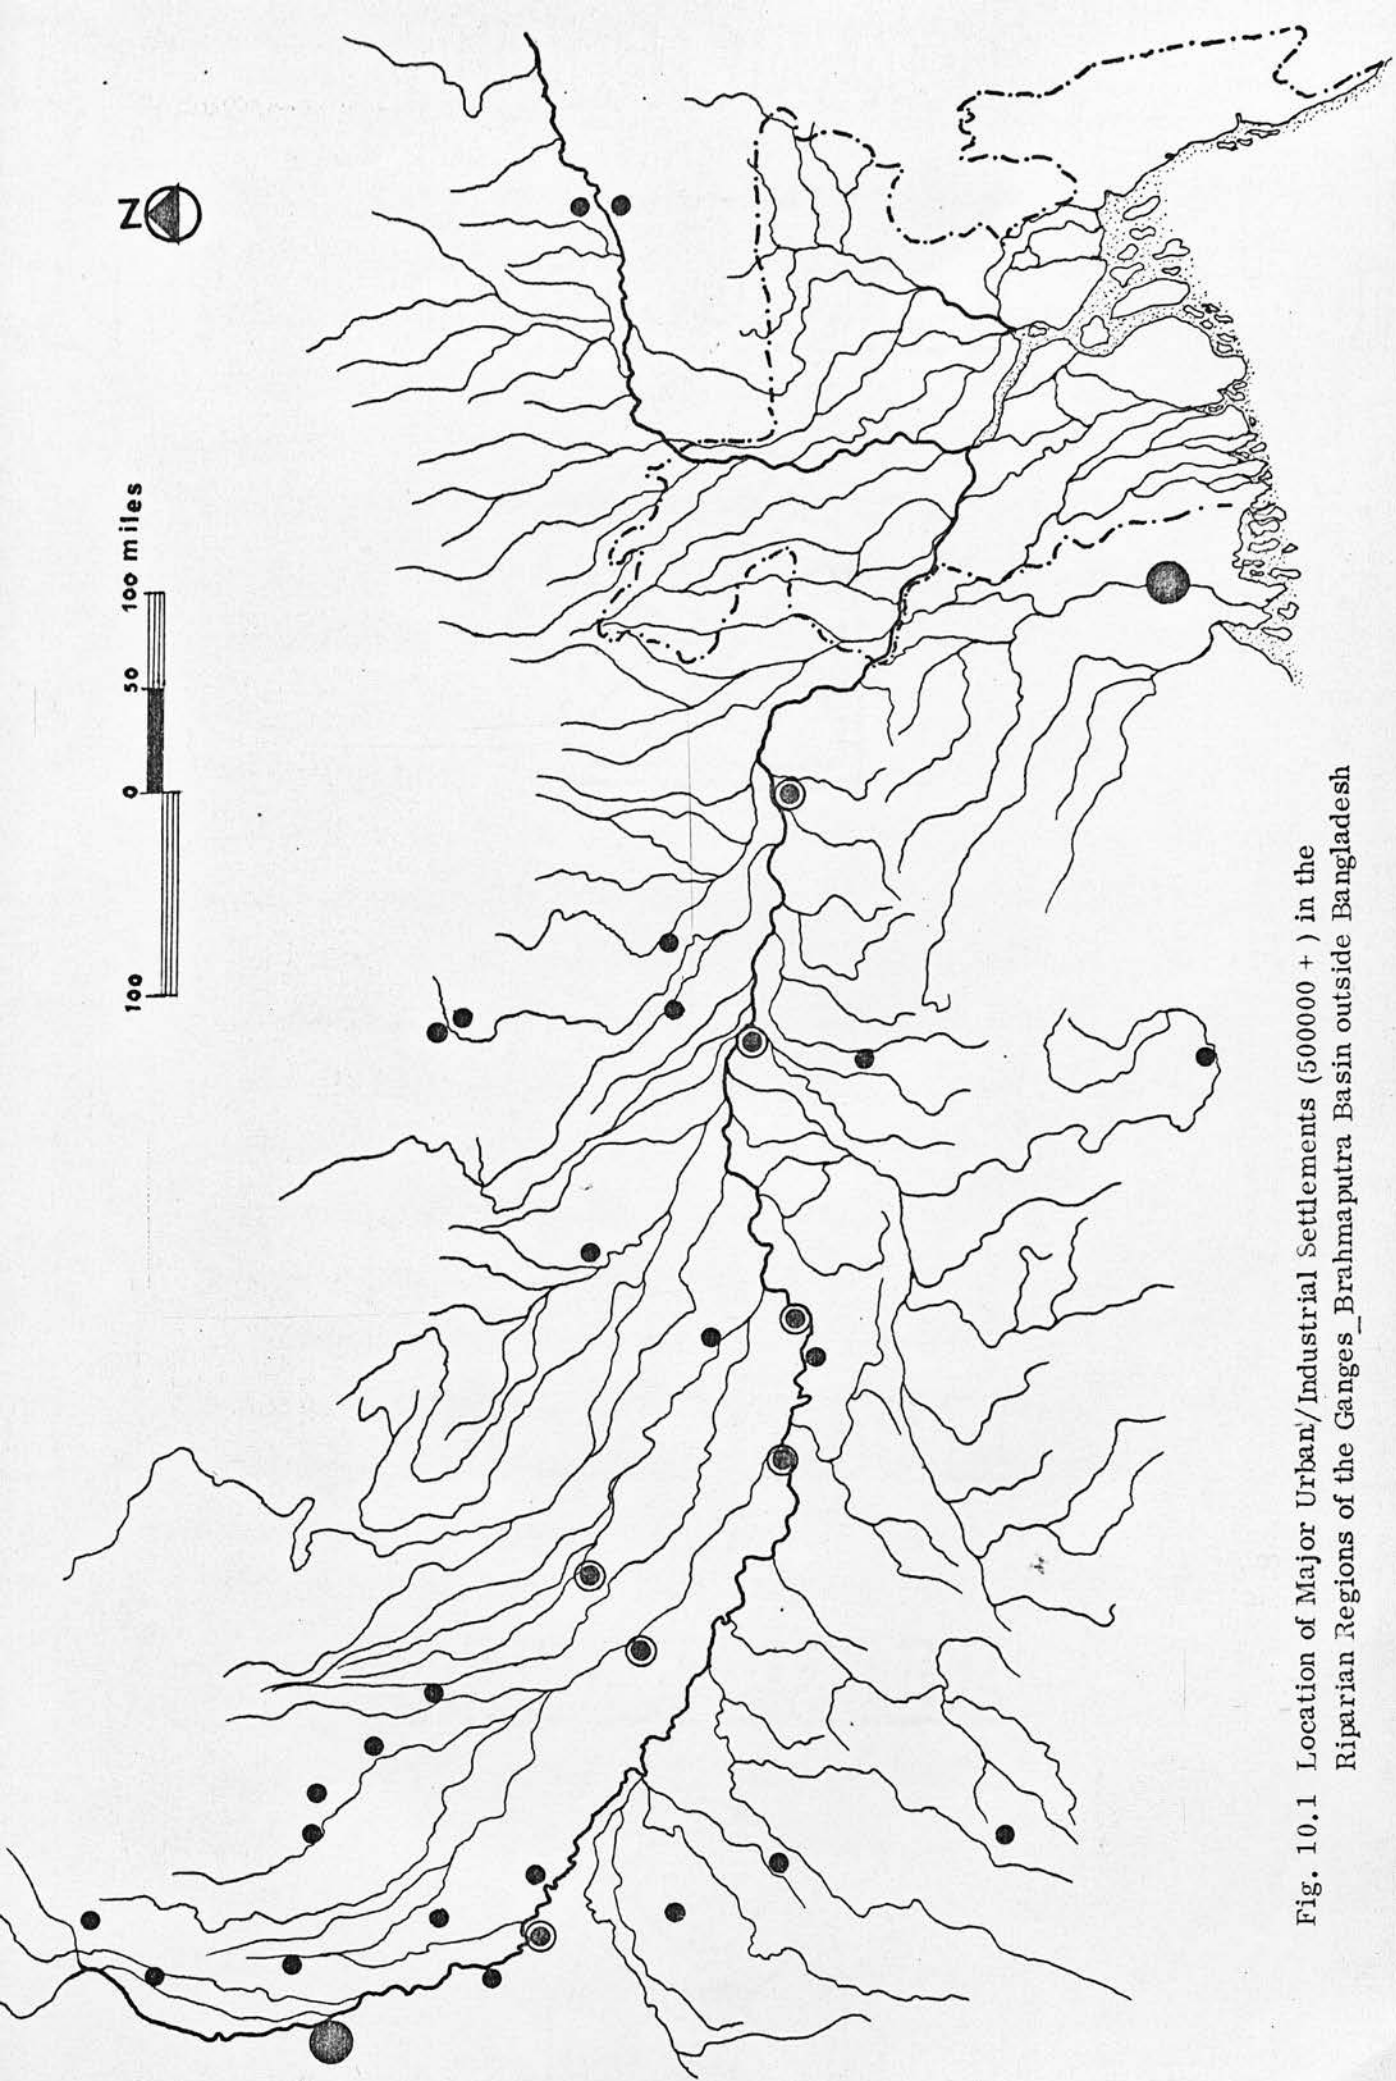 N
100 50 0 100 miles
Fig. 10.1 Location of Major Urban/Industrial Settlements (500000 + ) in the
Riparian Regions of the Ganges_Brahmaputra Basin outside Bangladesh